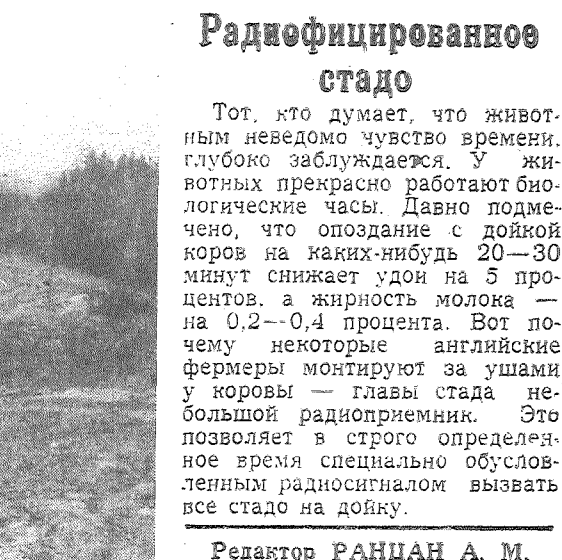 Радиофицированное
стадо
Тот, кто думает, что живот-
ным неведомо чувство времени,
глубоко заблуждается. У жи-
вотных прекрасно работают био-
логические часы. Давно подме-
чено, что опоздание с дойкой
коров на каких-нибудь 20—30
минут снижает удои на 5 про-
центов, а жирность молока —
на 0,2—0,4 процента. Вот по-
чему некоторые английские
фермеры монтируют за ушами
у коровы — главы стада не-
большой радиоприемник. Это
позволяет в строго определен-
ное время специально обуслов-
ленным радиосигналом вызвать
все стадо на дойку.
Редактор РАНЦАН А. М.